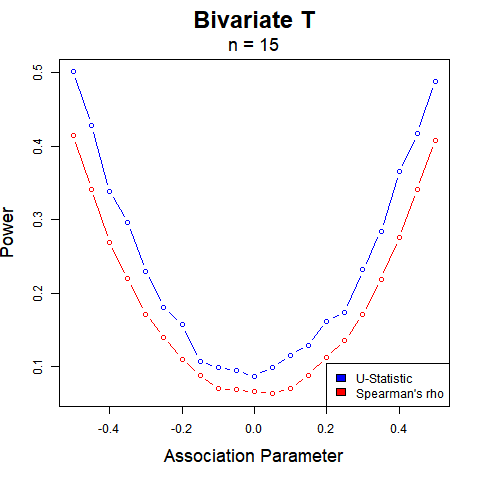 Bivariate T
n = 15
Power
0.5
0.4
0.3
0.2
0.1
U-Statistic
Spearman's rho
-0.4 -0.2 0.0 0.2 0.4
Association Parameter